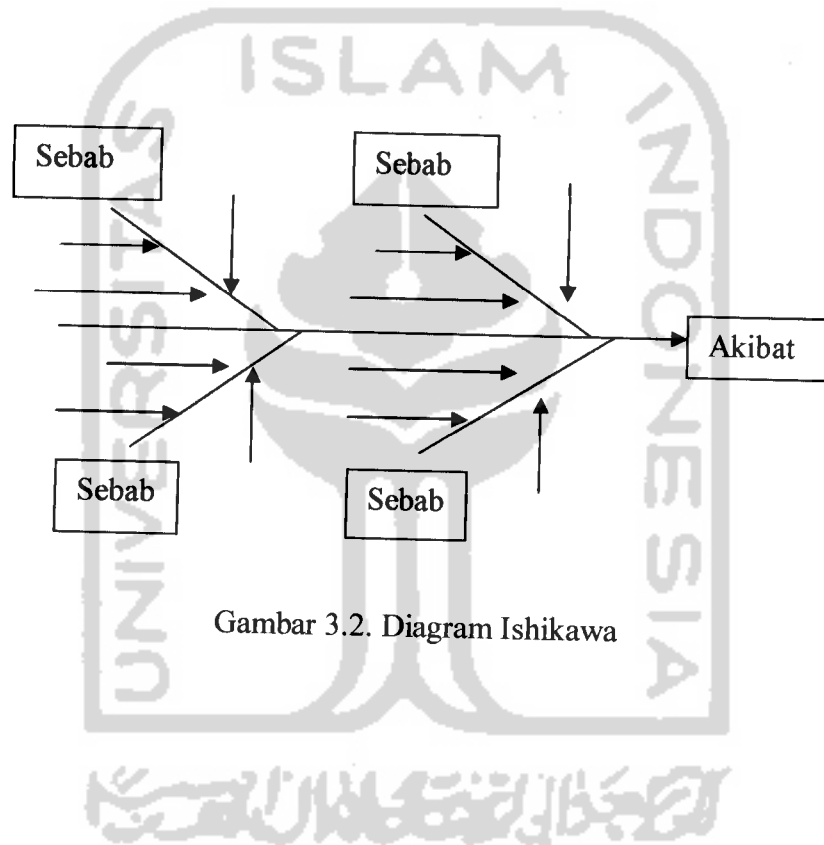 ISLAM
UNIVERSITAS
INDONESIA
Sebab
Sebab
Akibat
Sebab
Sebab
Gambar 3.2. Diagram Ishikawa